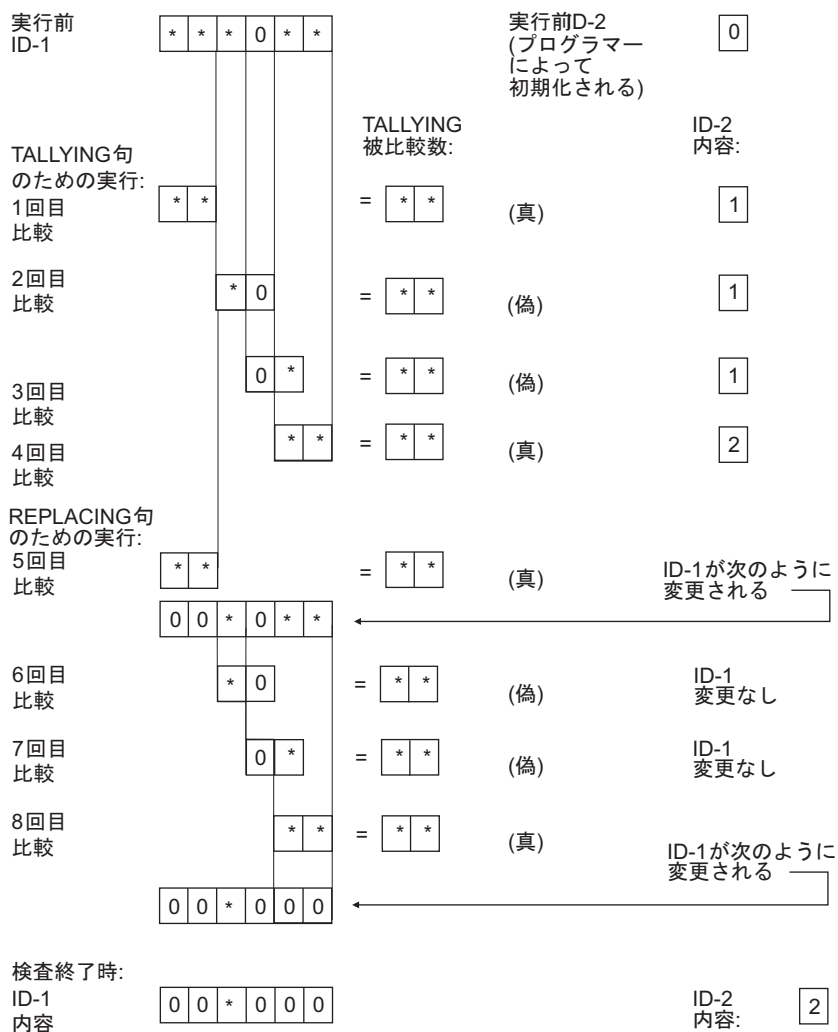 実行前
ID-1
* * * 0 * *
実行前ID-2
(プログラマー
によって
初期化される)
0
TALLYING句
のための実行:
TALLYING
被比較数:
ID-2
内容:
1回目
比較
* * = * * (真) 1
2回目
比較
* 0 = * * (偽) 1
3回目
比較
0 * = * * (偽) 1
4回目
比較
* * = * * (真) 2
REPLACING句
のための実行:
5回目
比較
* * = * * (真)
ID-1が次のように
変更される
0 0 * 0 * *
6回目
比較
* 0 = * * (偽)
ID-1
変更なし
7回目
比較
0 * = * * (偽)
ID-1
変更なし
8回目
比較
* * = * * (真)
ID-1が次のように
変更される
0 0 * 0 0 0
検査終了時:
ID-1
内容
0 0 * 0 0 0
ID-2
内容:
2